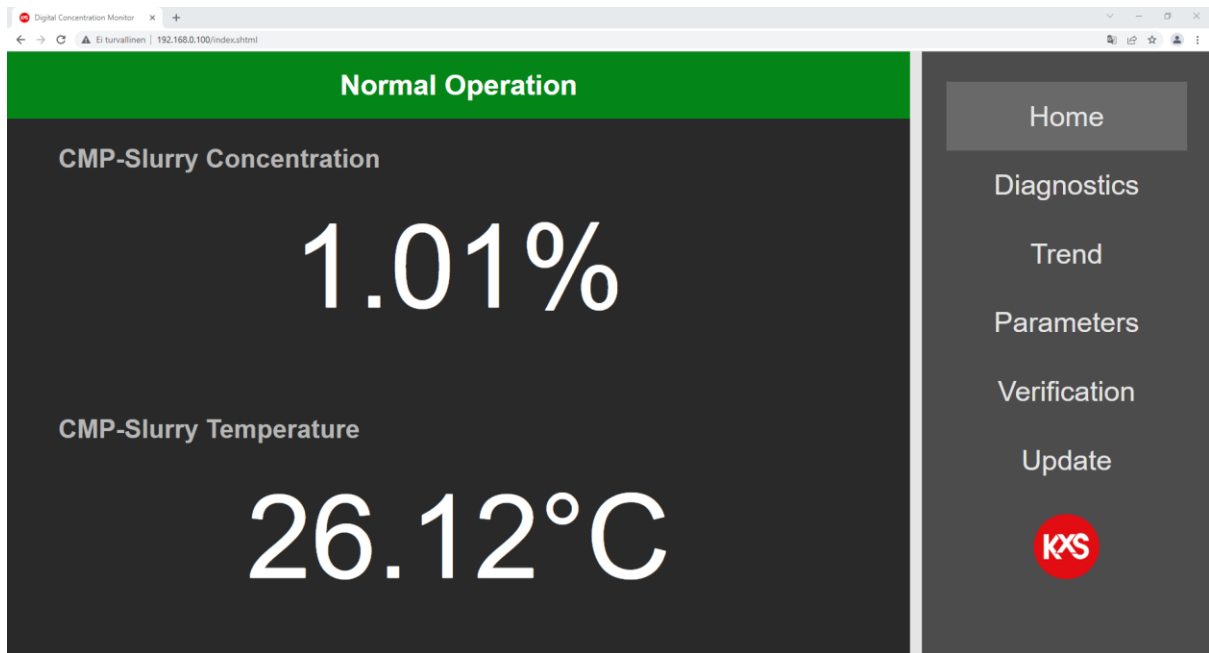 Digital Concentration Monitor
Ei turvallinen | 192.168.0.100/index.shtml
Normal Operation
CMP-Slurry Concentration
1.01%
CMP-Slurry Temperature
26.12°C
Home
Diagnostics
Trend
Parameters
Verification
Update
KXS